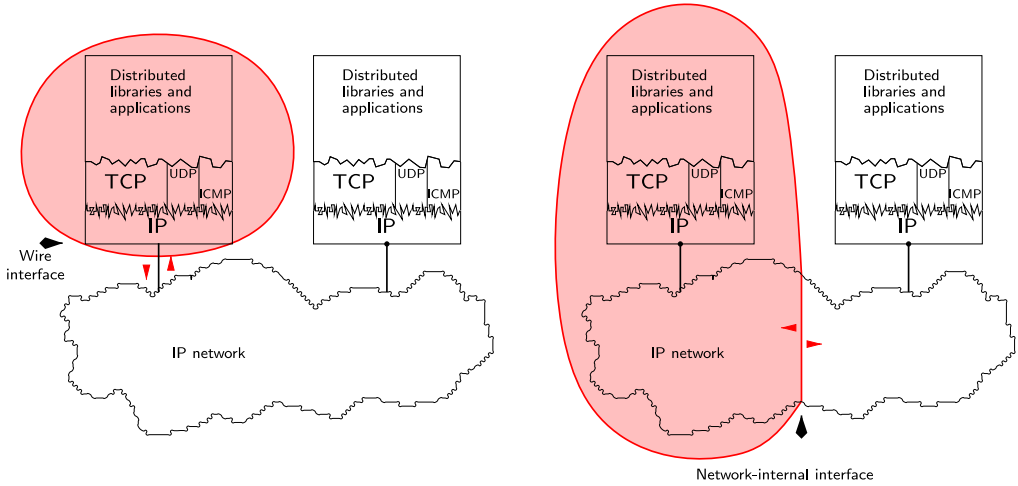 Distributed
libraries and
applications
TCP
UDP
ICMP
IP
Distributed
libraries and
applications
TCP
UDP
ICMP
IP
Wire
interface
IP network
Distributed
libraries and
applications
TCP
UDP
ICMP
IP
Distributed
libraries and
applications
TCP
UDP
ICMP
IP
IP network
Network-internal interface